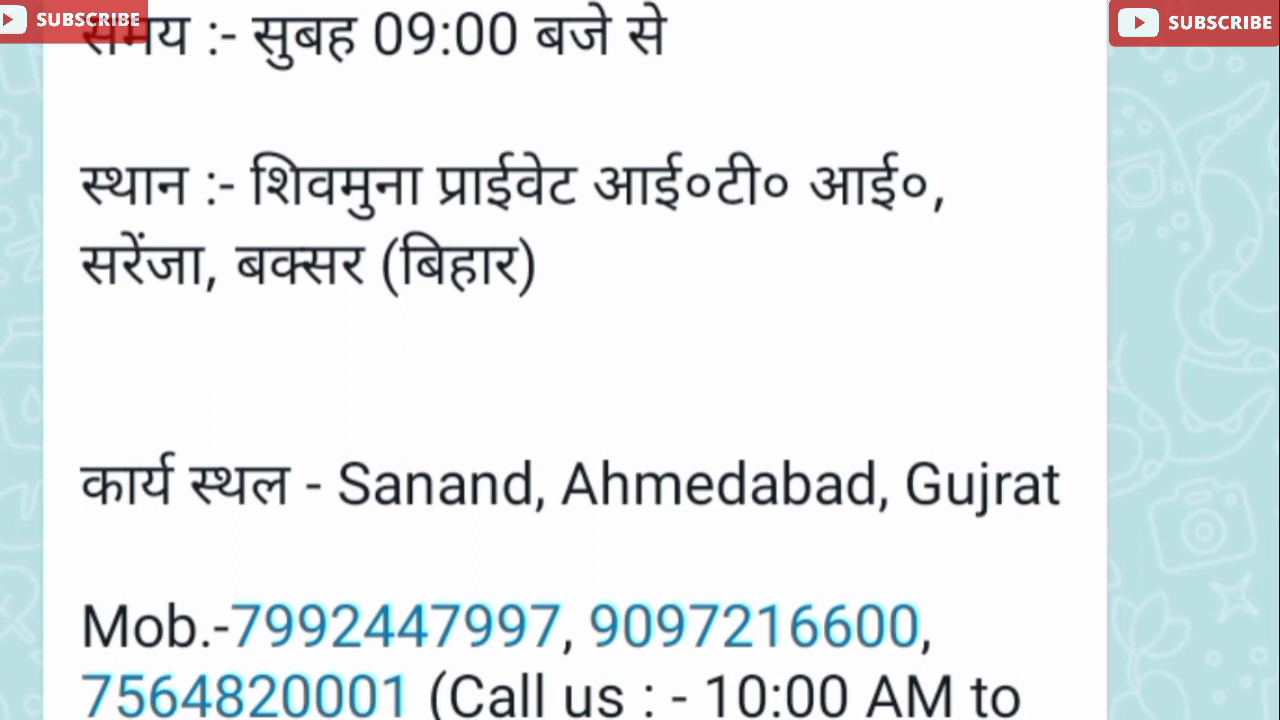 SUBSCRIBE
SUBSCRIBE
समय :- सुबह 09:00 बजे से
स्थान :- शिवमुना प्राईवेट आई०टी० आई०,
सरेंजा, बक्सर (बिहार)
कार्य स्थल - Sanand, Ahmedabad, Gujrat
Mob.-7992447997, 9097216600,
7564820001 (Call us : - 10:00 AM to